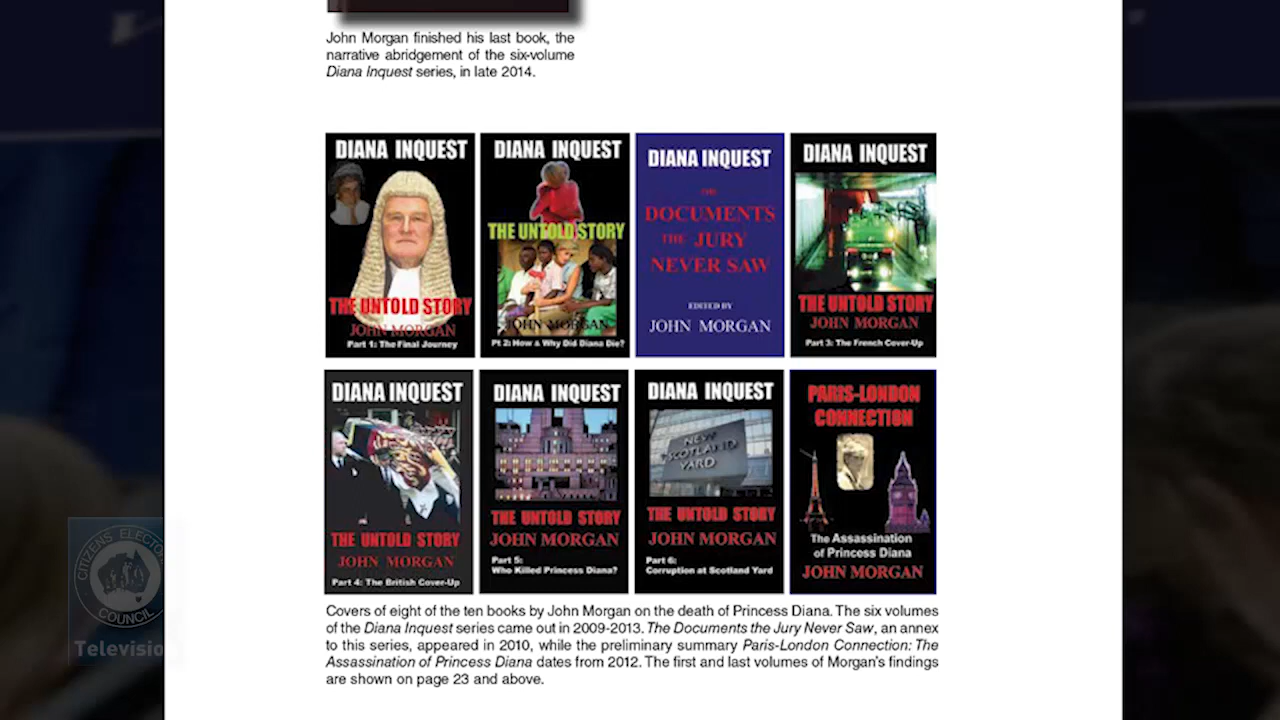 John Morgan finished his last book, the
narrative abridgement of the six-volume
Diana Inquest series, in late 2014.
DIANA INQUEST
THE UNTOLD STORY
JOHN MORGAN
Part 1: The Final Journey
DIANA INQUEST
THE UNTOLD STORY
JOHN MORGAN
Pt 2: How & Why Did Diana Die?
DIANA INQUEST
THE
DOCUMENTS
THE JURY
NEVER SAW
EDITED BY
JOHN MORGAN
DIANA INQUEST
THE UNTOLD STORY
JOHN MORGAN
Part 3: The French Cover-Up
DIANA INQUEST
THE UNTOLD STORY
JOHN MORGAN
Part 4: The British Cover-Up
DIANA INQUEST
THE UNTOLD STORY
JOHN MORGAN
Part 5:
Who Killed Princess Diana?
DIANA INQUEST
NEW
SCOTLAND
YARD
THE UNTOLD STORY
JOHN MORGAN
Part 6:
Corruption at Scotland Yard
PARIS-LONDON
CONNECTION
The Assassination
of Princess Diana
JOHN MORGAN
Covers of eight of the ten books by John Morgan on the death of Princess Diana. The six volumes
of the Diana Inquest series came out in 2009-2013. The Documents the Jury Never Saw, an annex
to this series, appeared in 2010, while the preliminary summary Paris-London Connection: The
Assassination of Princess Diana dates from 2012. The first and last volumes of Morgan's findings
are shown on page 23 and above.
CITIZENS ELECTORAL
COUNCIL
Television